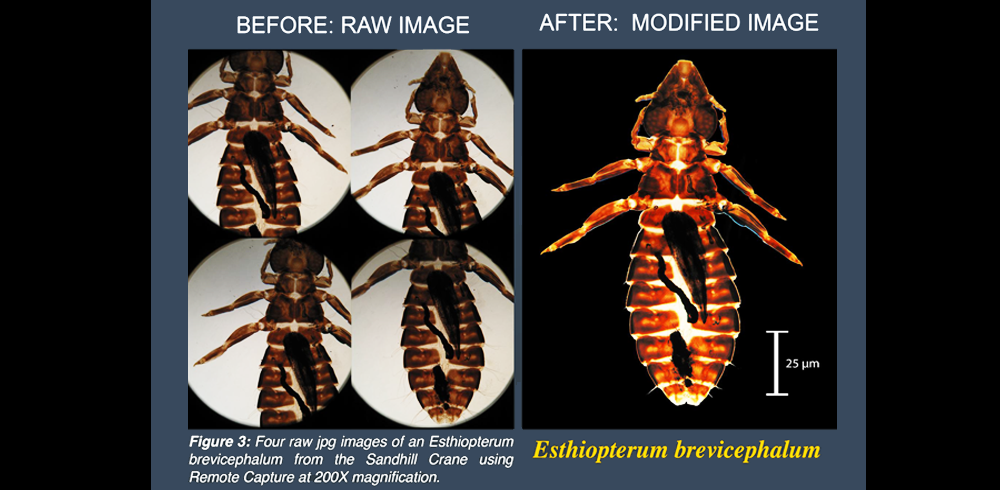 BEFORE: RAW IMAGE
AFTER: MODIFIED IMAGE
25 µm
Figure 3: Four raw jpg images of an Esthiopterum
brevicephalum from the Sandhill Crane using
Remote Capture at 200X magnification.
Esthiopterum brevicephalum